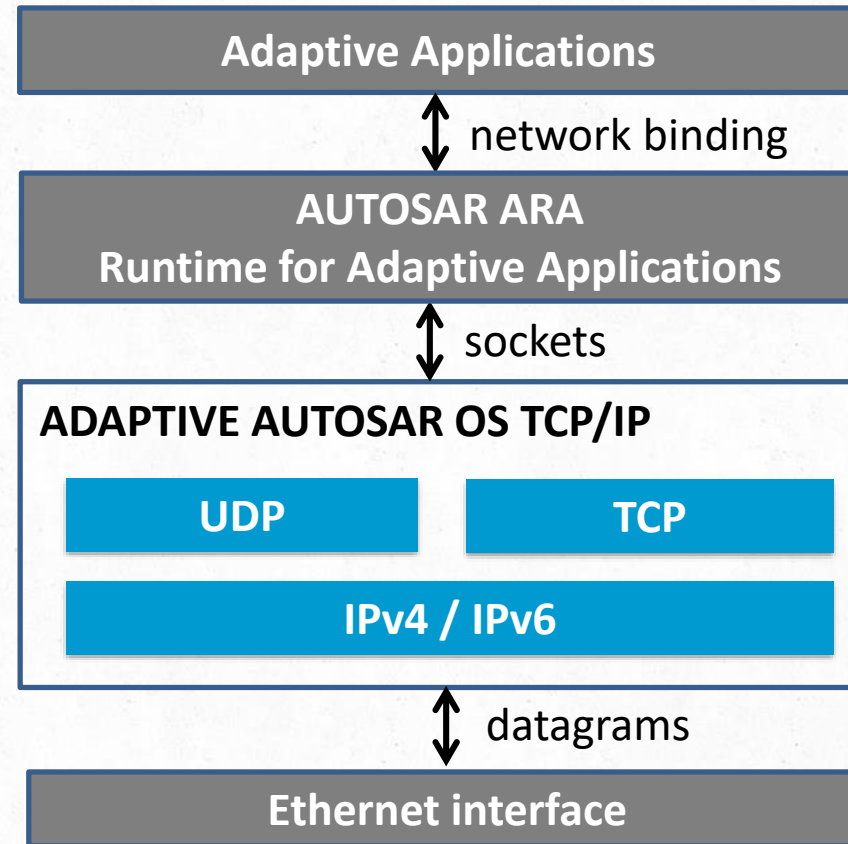 Adaptive Applications
network binding
AUTOSAR ARA
Runtime for Adaptive Applications
sockets
ADAPTIVE AUTOSAR OS TCP/IP
UDP
TCP
IPv4 / IPv6
datagrams
Ethernet interface